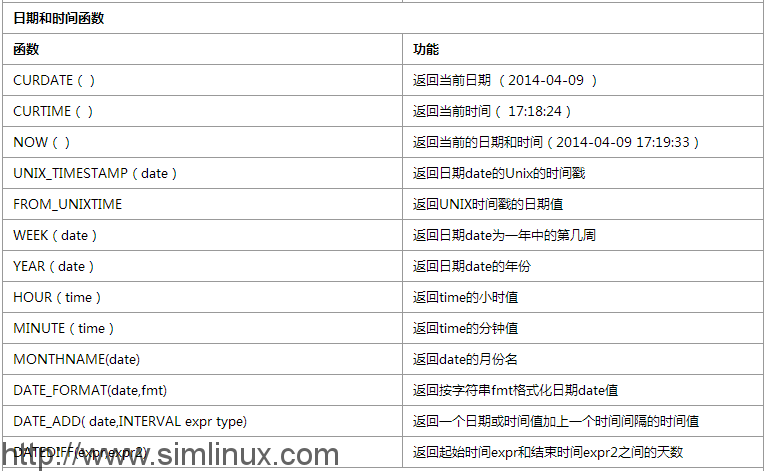 日期和时间函数
函数 功能
CURDATE ( ) 返回当前日期 （2014-04-09 ）
CURTIME ( ) 返回当前时间（ 17:18:24 ）
NOW ( ) 返回当前的日期和时间（2014-04-09 17:19:33 ）
UNIX_TIMESTAMP ( date ) 返回日期date的Unix的时间戳
FROM_UNIXTIME 返回UNIX时间戳的日期值
WEEK ( date ) 返回日期date为一年中的第几周
YEAR ( date ) 返回日期date的年份
HOUR ( time ) 返回time的小时值
MINUTE ( time ) 返回time的分钟值
MONTHNAME(date) 返回date的月份名
DATE_FORMAT(date,fmt) 返回按字符串fmt格式化日期date值
DATE_ADD( date,INTERVAL expr type) 返回一个日期或时间值加上一个时间间隔的时间值
DATEDIFF(expr,expr2) 返回起始时间expr和结束时间expr2之间的天数
http://www.simlinux.com